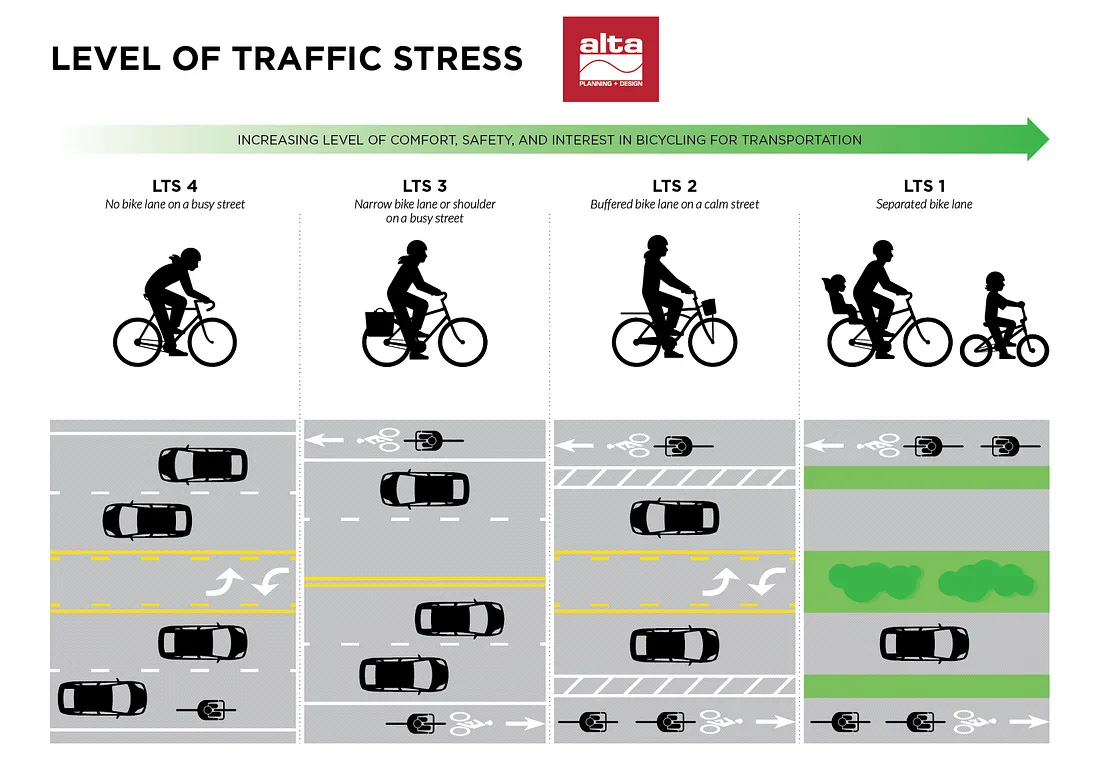 LEVEL OF TRAFFIC STRESS
alta
PLANNING + DESIGN
INCREASING LEVEL OF COMFORT, SAFETY, AND INTEREST IN BICYCLING FOR TRANSPORTATION
LTS 4
No bike lane on a busy street
LTS 3
Narrow bike lane or shoulder
on a busy street
LTS 2
Buffered bike lane on a calm street
LTS 1
Separated bike lane